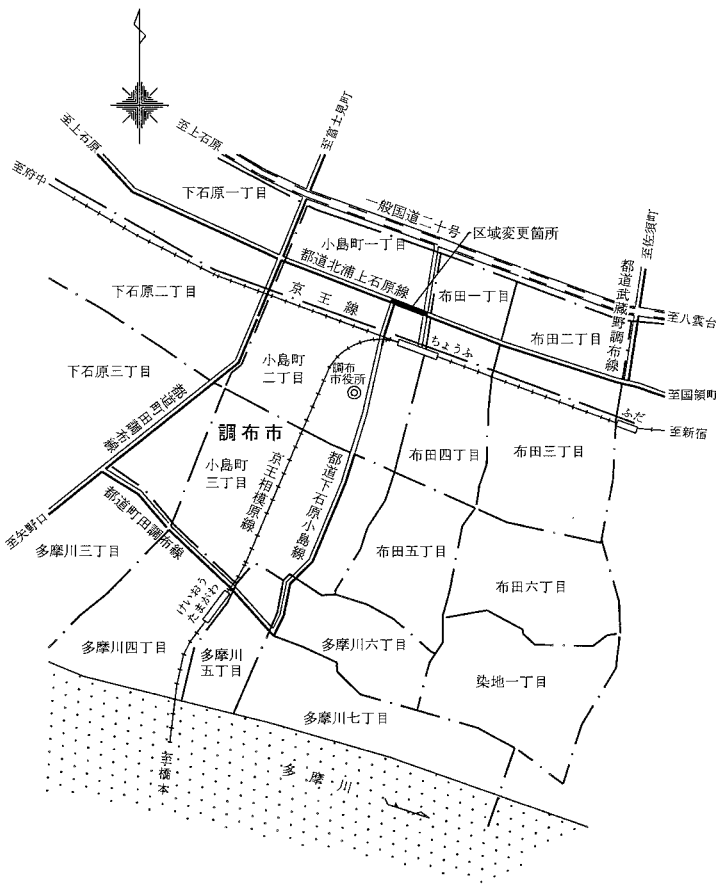 至富士見町
至上石原
至上石原
至府中
下石原一丁目
一般国道二十号
区域変更箇所
至佐須町
小島町一丁目
都道北浦上石原線
都道武蔵野調布線
下石原二丁目
京王線
布田一丁目
至八雲台
布田二丁目
ちょうふ
小島町
二丁目
下石原三丁目
調布
市役所
至国領町
ふだ
至新宿
都道町田調布線
調布市
布田四丁目
布田三丁目
小島町
三丁目
京王相模原線
都道下石原小島線
都道町田調布線
至矢野口
多摩川三丁目
布田五丁目
布田六丁目
けいおう
たまがわ
多摩川四丁目
多摩川
五丁目
多摩川六丁目
染地一丁目
多摩川七丁目
至橋本
多摩川